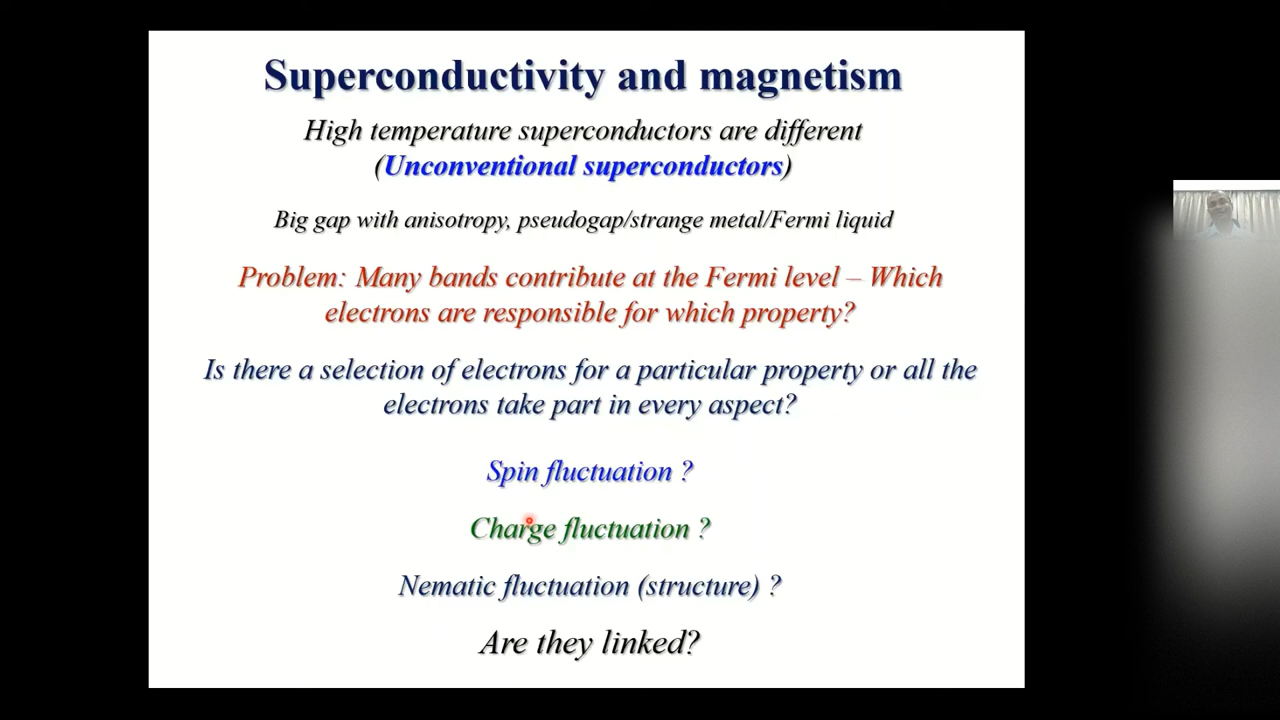 Superconductivity and magnetism
High temperature superconductors are different
(Unconventional superconductors)
Big gap with anisotropy, pseudogap/strange metal/Fermi liquid
Problem: Many bands contribute at the Fermi level – Which
electrons are responsible for which property?
Is there a selection of electrons for a particular property or all the
electrons take part in every aspect?
Spin fluctuation ?
Charge fluctuation ?
Nematic fluctuation (structure) ?
Are they linked?